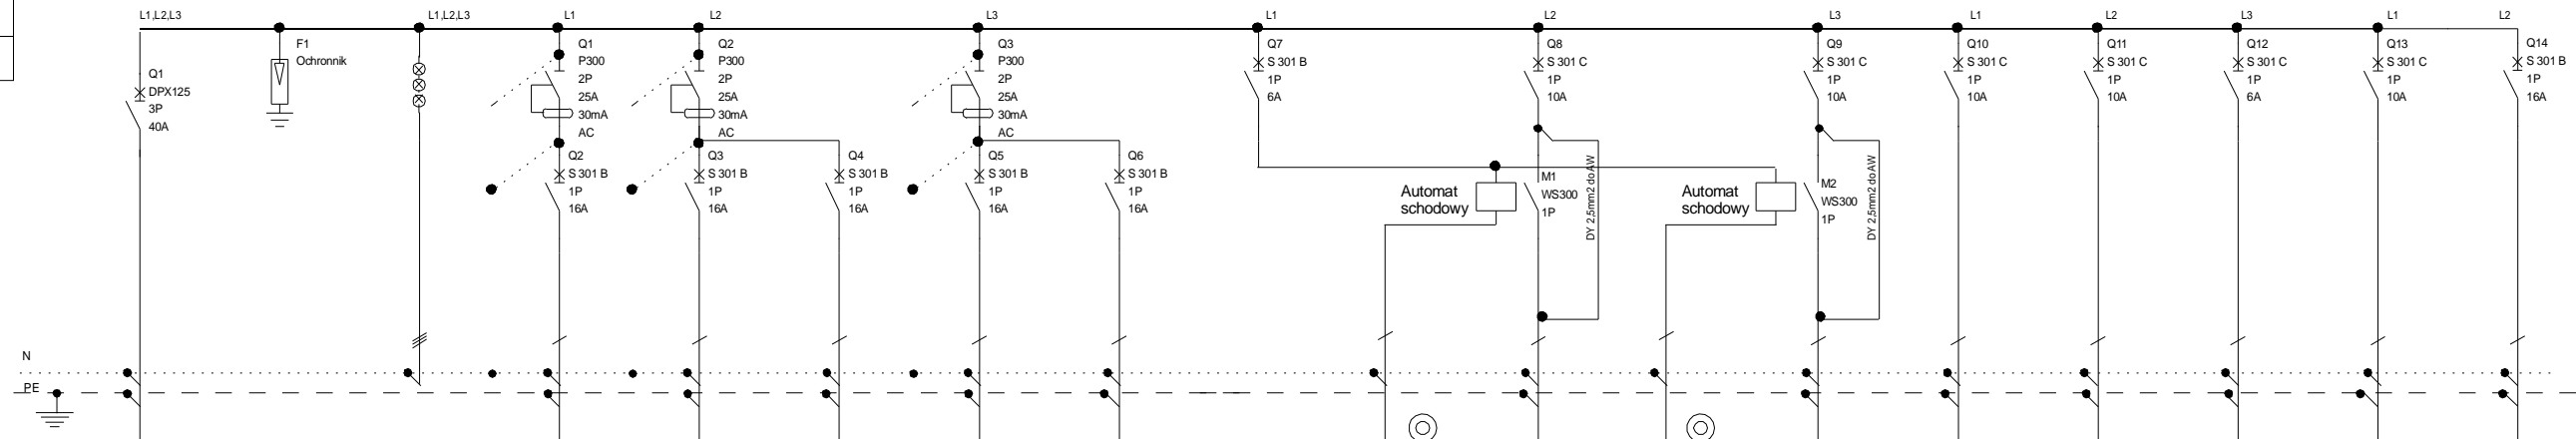 L1,L2,L3
L1,L2,L3
L1
L2
L3
L1
L2
L3
L1
L2
L3
L1
L2
Q1
DPX125
3P
40A
F1
Ochronnik
Q1
P300
2P
25A
30mA
AC
Q2
S 301 B
1P
16A
Q2
P300
2P
25A
30mA
AC
Q3
S 301 B
1P
16A
Q4
S 301 B
1P
16A
Q3
P300
2P
25A
30mA
AC
Q5
S 301 B
1P
16A
Q6
S 301 B
1P
16A
Q7
S 301 B
1P
6A
Q8
S 301 C
1P
10A
Automat
schodowy
M1
WS300
1P
DY 2,5mm2 do AW
Q9
S 301 C
1P
10A
Automat
schodowy
M2
WS300
1P
DY 2,5mm2 do AW
Q10
S 301 C
1P
10A
Q11
S 301 C
1P
10A
Q12
S 301 C
1P
6A
Q13
S 301 C
1P
10A
Q14
S 301 B
1P
16A
N
PE